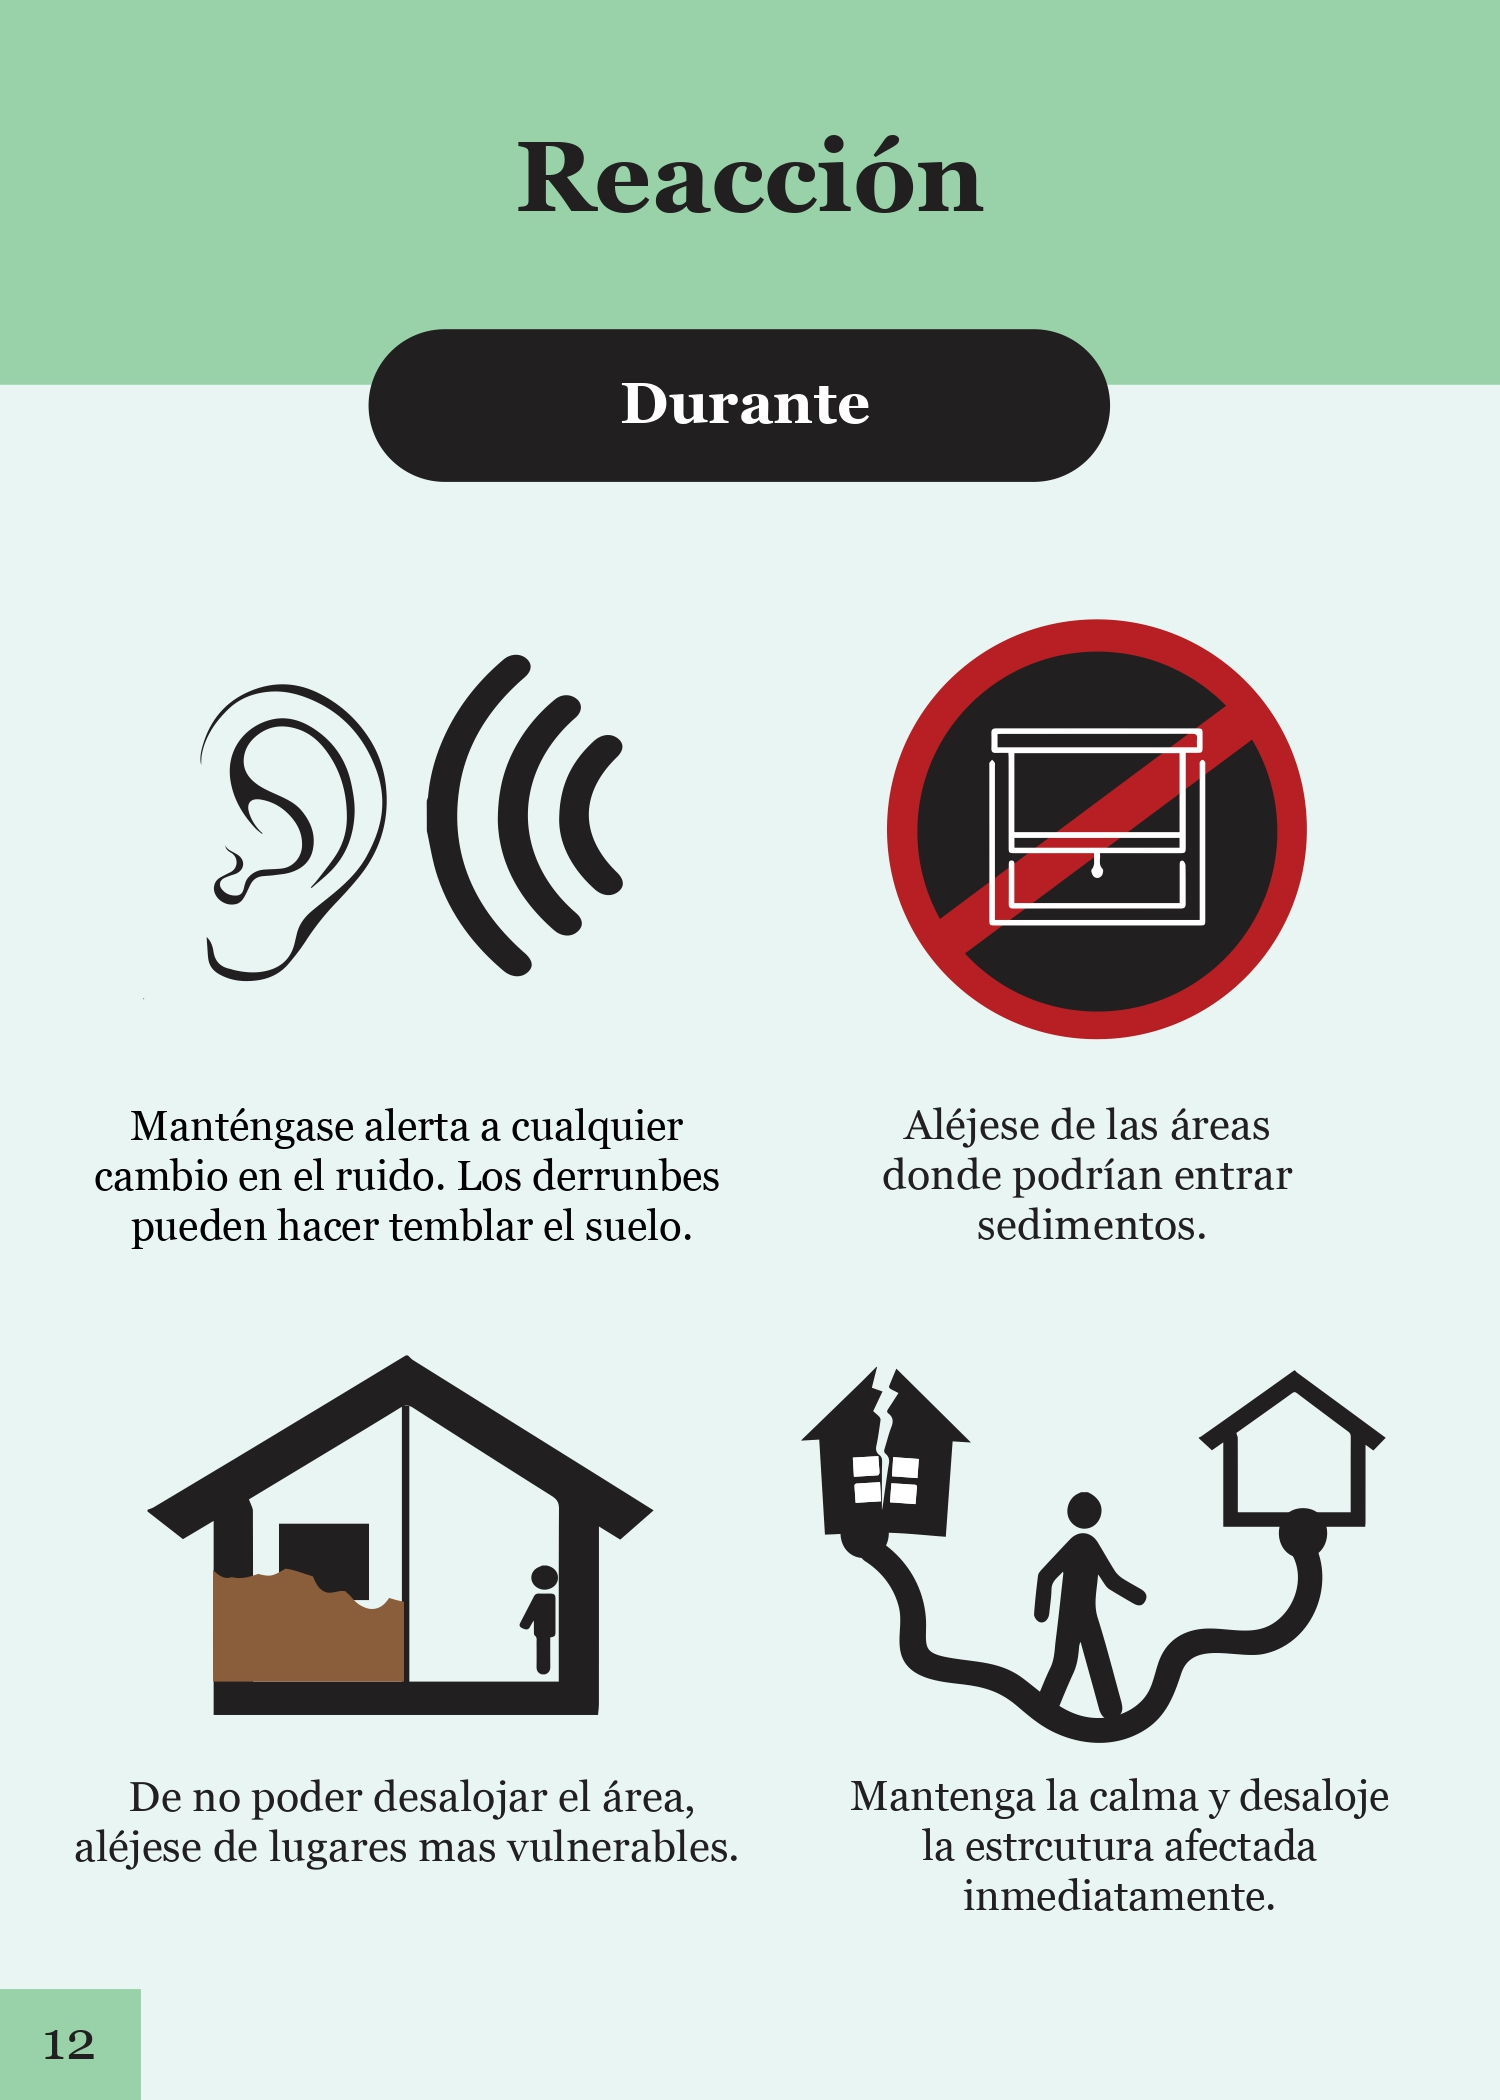 Reacción
Durante
Manténgase alerta a cualquier
cambio en el ruido. Los derrunbes
pueden hacer temblar el suelo.
Aléjese de las áreas
donde podrían entrar
sedimentos.
De no poder desalojar el área,
aléjese de lugares mas vulnerables.
Mantenga la calma y desaloje
la estrcutura afectada
inmediatamente.
12